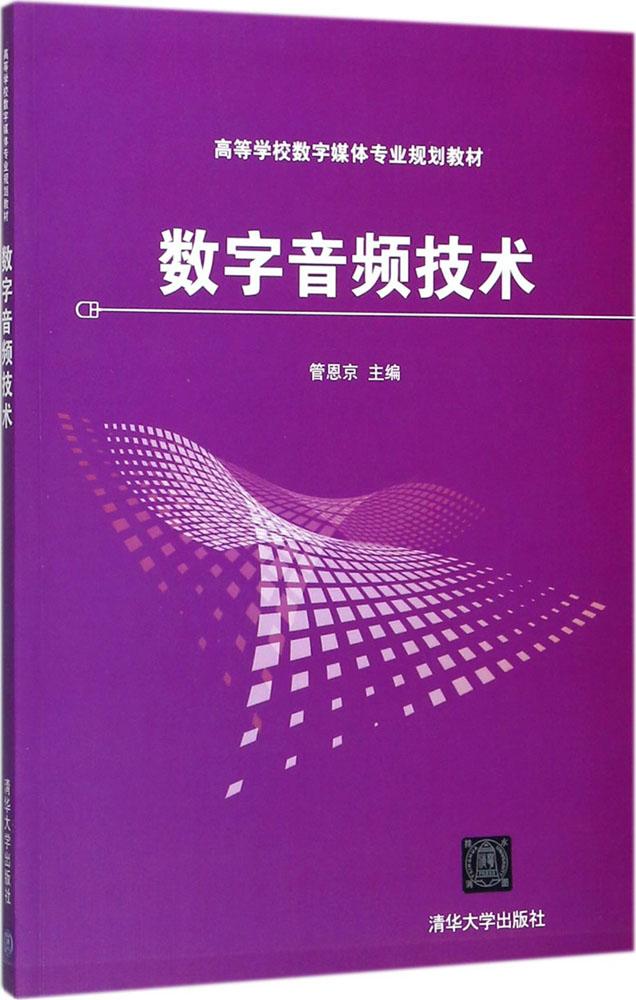 高等学校数字媒体专业规划教材
数字音频技术
管恩京 主编
清华大学出版社
高等学校数字媒体专业规划教材
数字音频技术
清华大学出版社